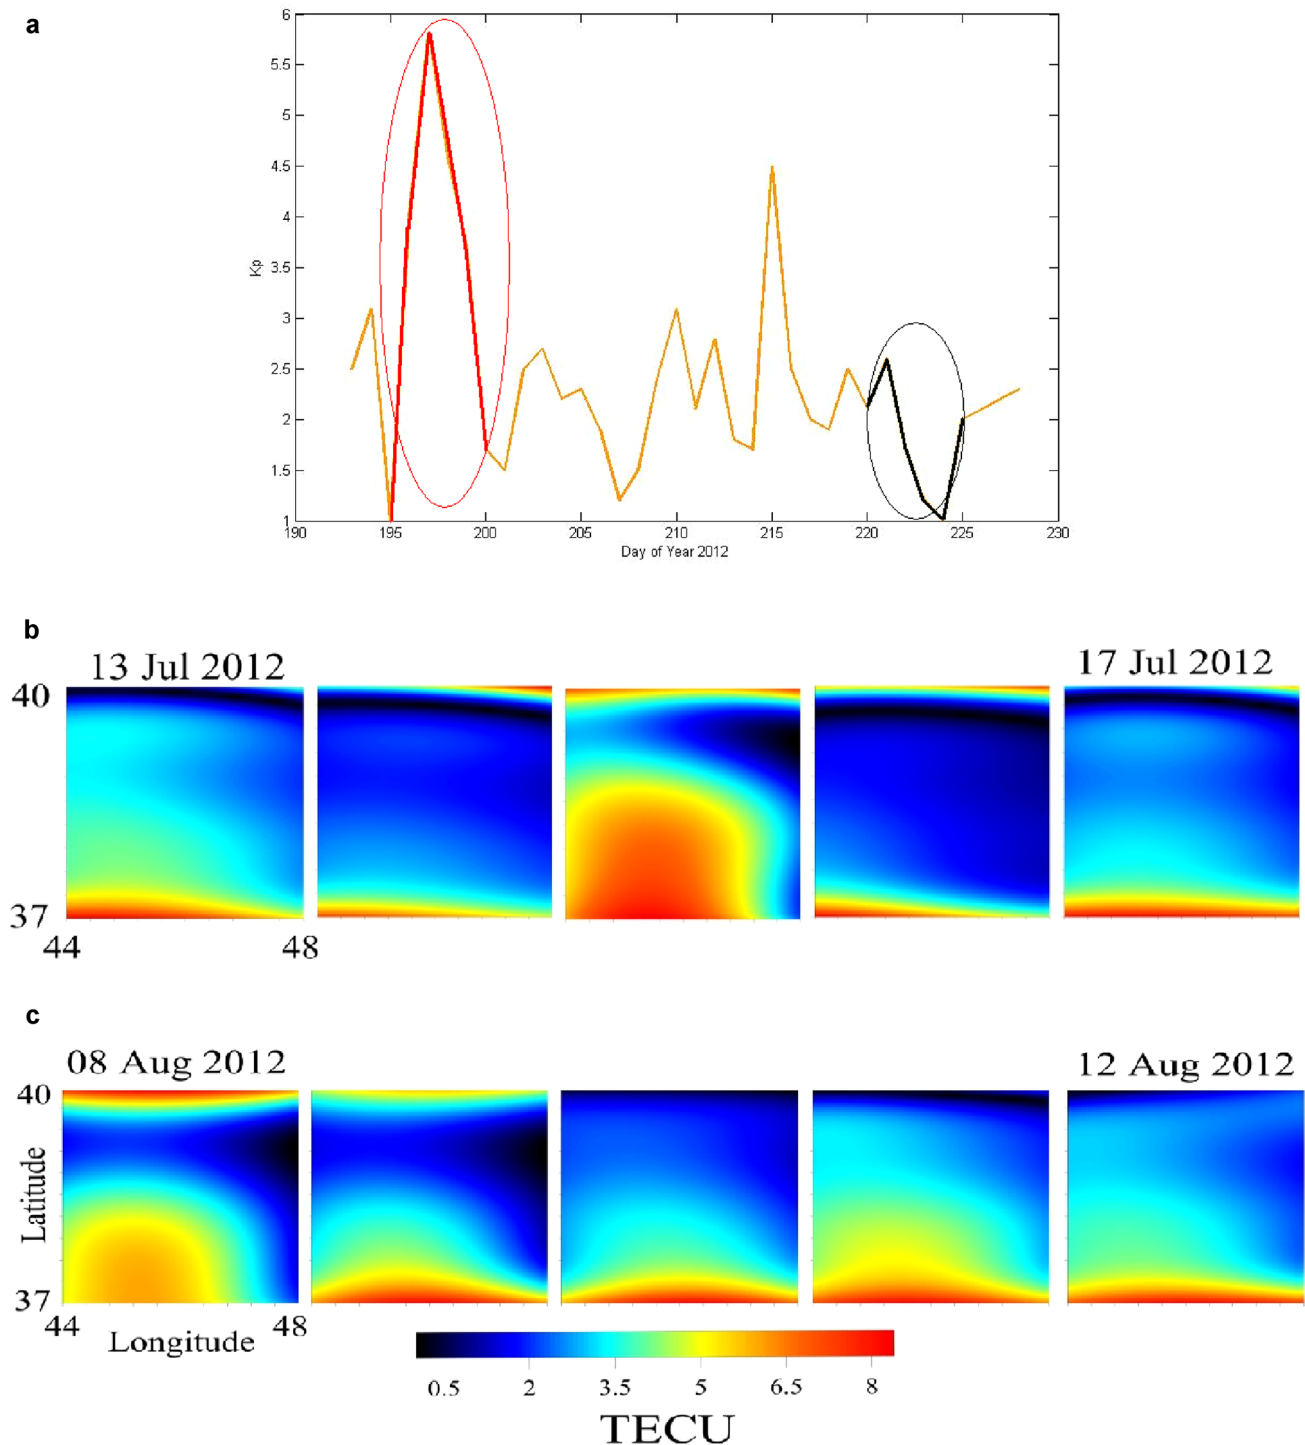 a
6
5.5
5
4.5
4
3.5
3
2.5
2
1.5
1
Kp
190 195 200 205 210 215 220 225 230
Day of Year 2012
b
13 Jul 2012 17 Jul 2012
40
37
44 48
c
08 Aug 2012 12 Aug 2012
40
Latitude
37
44 Longitude 48
0.5 2 3.5 5 6.5 8
TECU